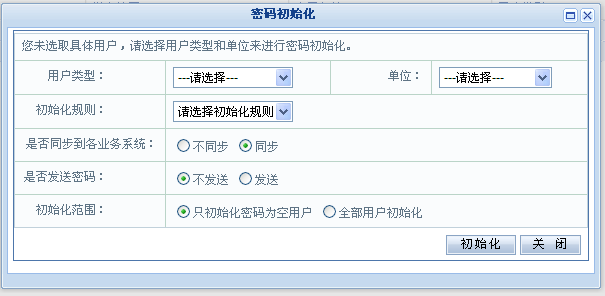 密码初始化
您未选取具体用户，请选择用户类型和单位来进行密码初始化。
用户类型： ---请选择--- 单位： ---请选择---
初始化规则： 请选择初始化规则
是否同步到各业务系统： 不同步 同步
是否发送密码： 不发送 发送
初始化范围： 只初始化密码为空用户 全部用户初始化
初始化 关 闭